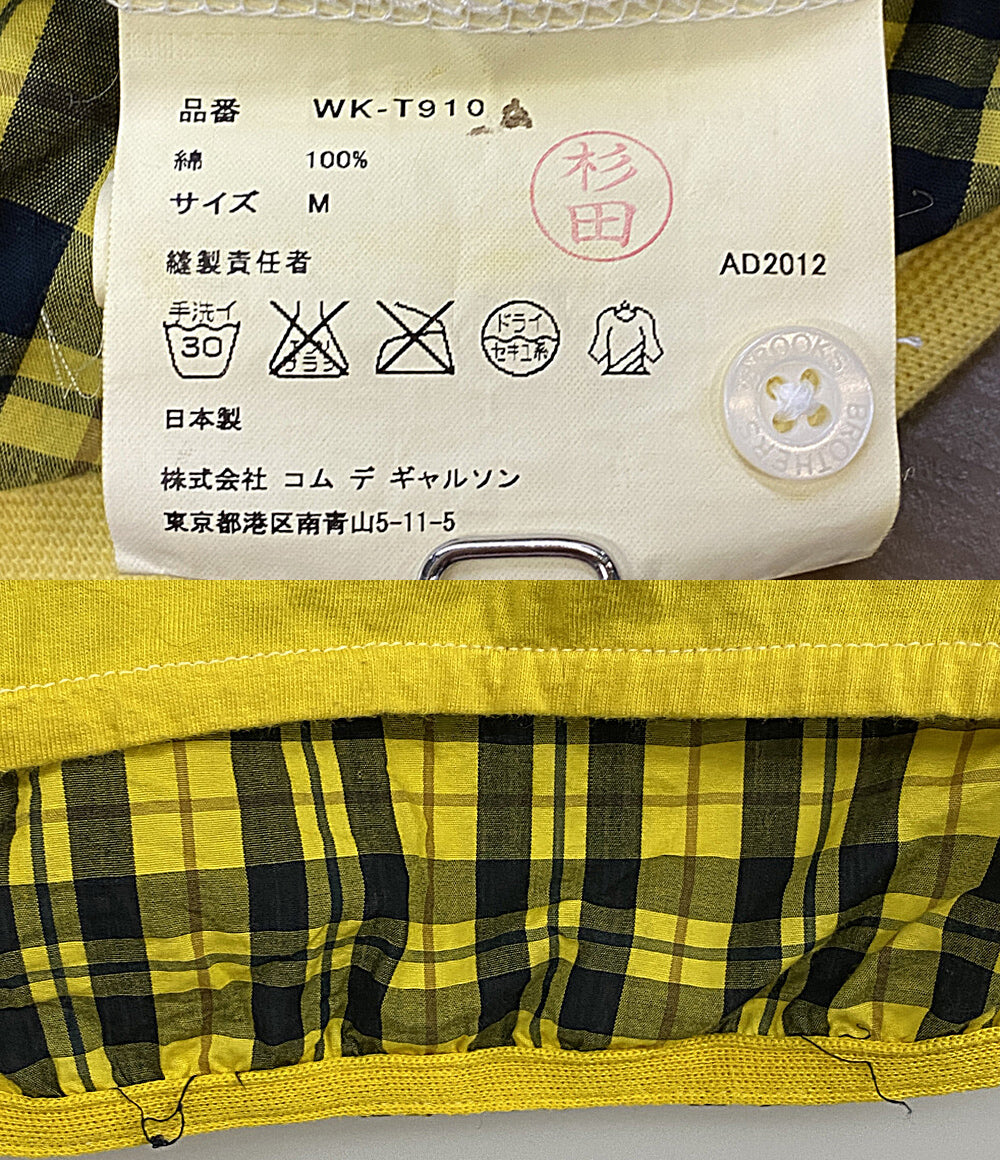 品番 WK-T910
綿 100%
サイズ M
杉田
縫製責任者
AD2012
手洗イ
30
ドライ
セキユ系
BROOKS BROTHERS
日本製
株式会社 コム デ ギャルソン
東京都港区南青山5-11-5